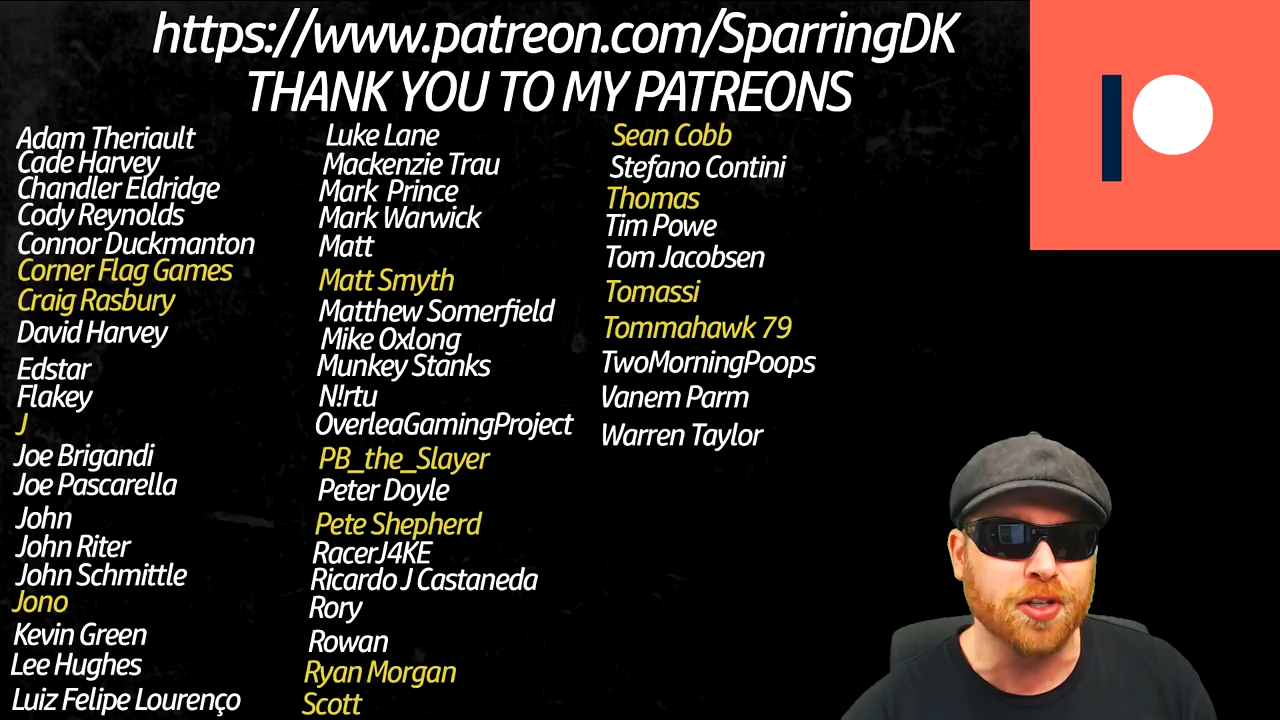 https://www.patreon.com/SparringDK
THANK YOU TO MY PATREONS
Adam Theriault
Cade Harvey
Chandler Eldridge
Cody Reynolds
Connor Duckmanton
Corner Flag Games
Craig Rasbury
David Harvey
Edstar
Flakey
J
Joe Brigandi
Joe Pascarella
John
John Riter
John Schmittle
Jono
Kevin Green
Lee Hughes
Luiz Felipe Lourenço
Luke Lane
Mackenzie Trau
Mark Prince
Mark Warwick
Matt
Matt Smyth
Matthew Somerfield
Mike Oxlong
Munkey Stanks
N!rtu
OverleaGamingProject
PB_the_Slayer
Peter Doyle
Pete Shepherd
RacerJ4KE
Ricardo J Castaneda
Rory
Rowan
Ryan Morgan
Scott
Sean Cobb
Stefano Contini
Thomas
Tim Powe
Tom Jacobsen
Tomassi
Tommahawk 79
TwoMorningPoops
Vanem Parm
Warren Taylor